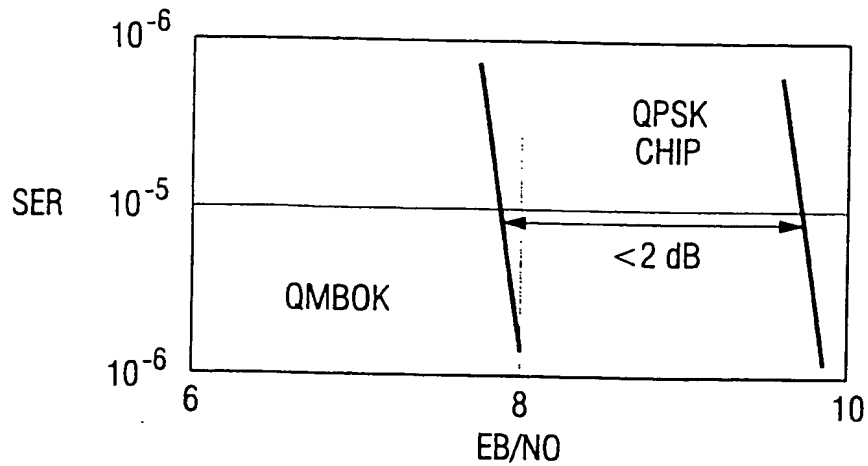 10-6
QPSK
CHIP
SER
10-5
<2 dB
QMBOK
10-6
6
8
10
EB/NO